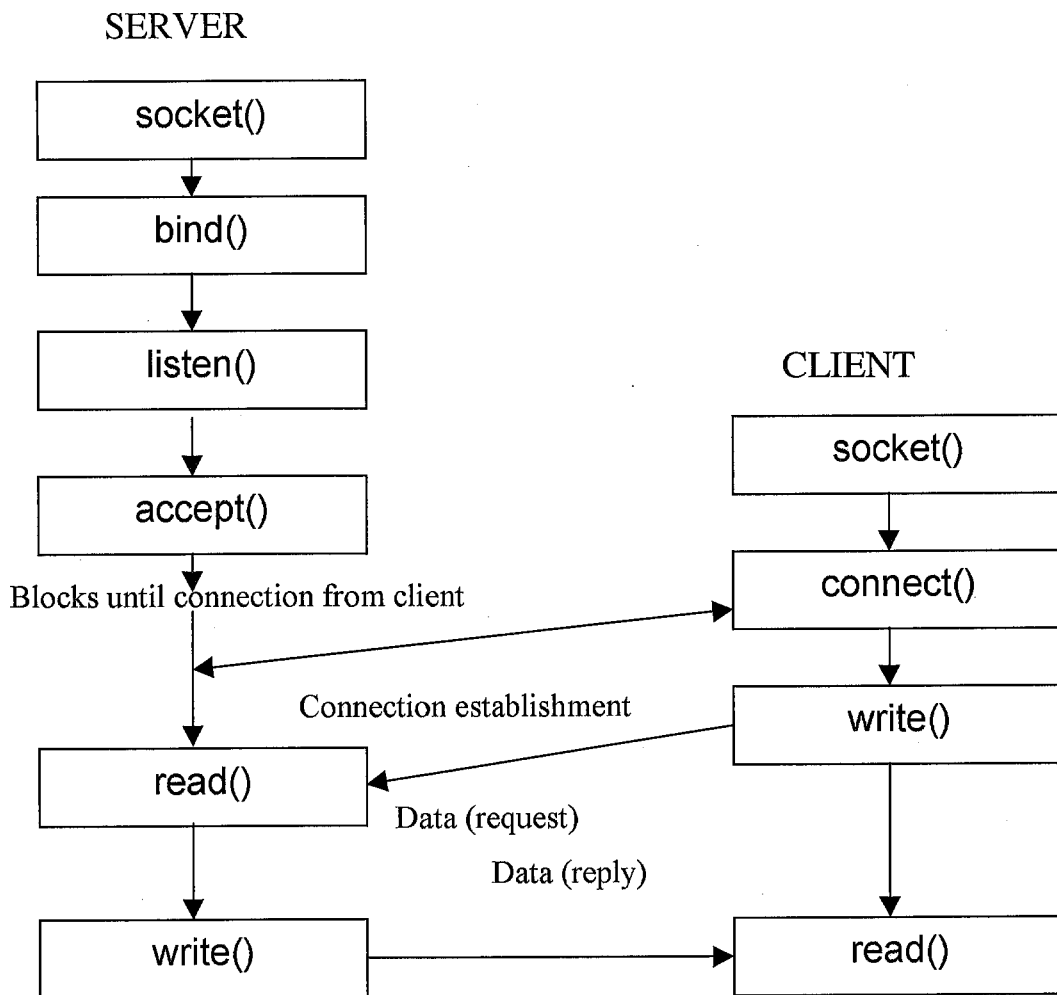 SERVER
socket()
bind()
listen()
CLIENT
socket()
accept()
connect()
Blocks until connection from client
Connection establishment
write()
read()
Data (request)
Data (reply)
write()
read()